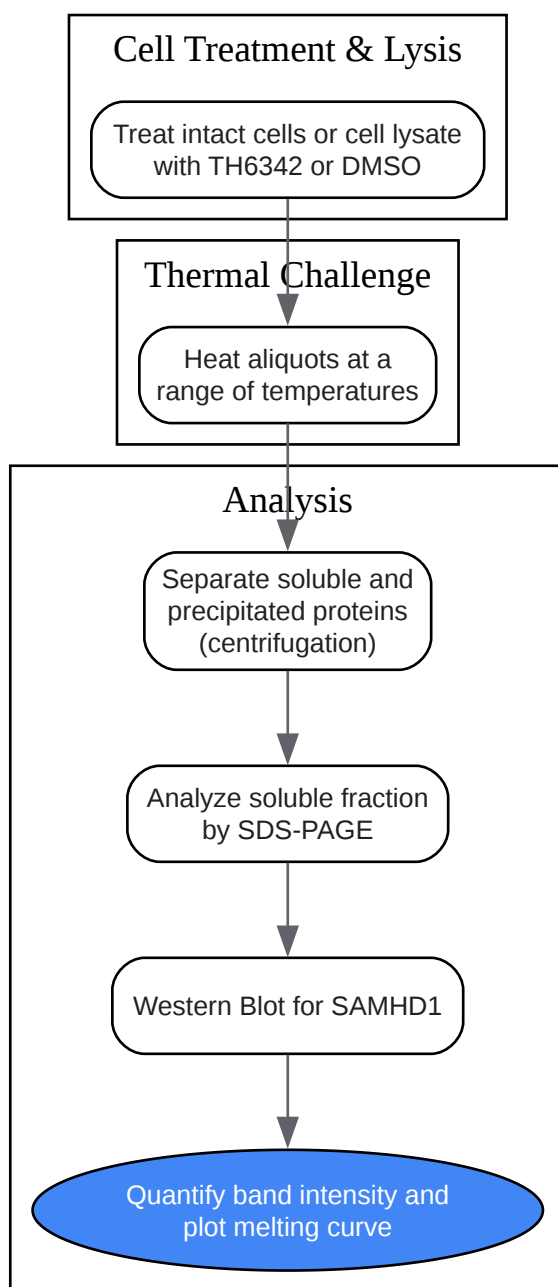 Cell Treatment & Lysis
Treat intact cells or cell lysate
with TH6342 or DMSO
Thermal Challenge
Heat aliquots at a
range of temperatures
Analysis
Separate soluble and
precipitated proteins
(centrifugation)
Analyze soluble fraction
by SDS-PAGE
Western Blot for SAMHD1
Quantify band intensity and
plot melting curve